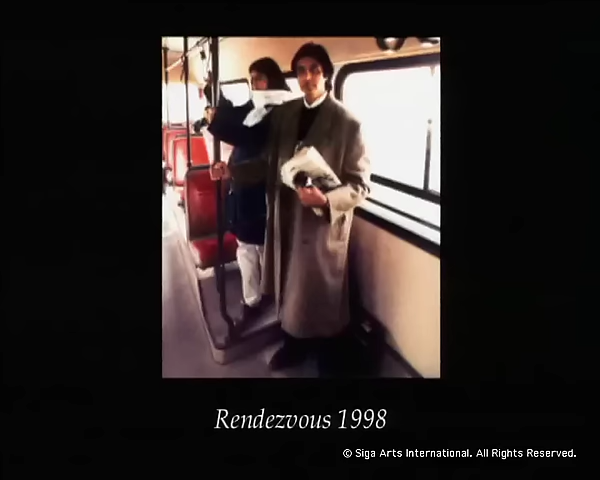 Rendezvous 1998
© Siga Arts International. All Rights Reserved.